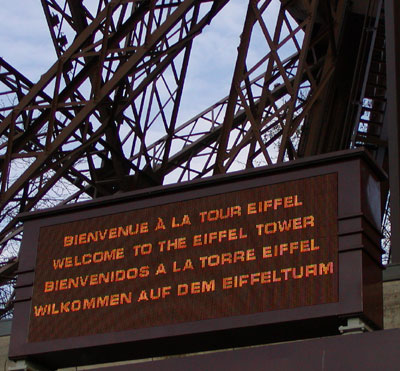 BIENVENUE À LA TOUR EIFFEL
WELCOME TO THE EIFFEL TOWER
BIENVENIDOS A LA TORRE EIFFEL
WILKOMMEN AUF DEM EIFFELTURM